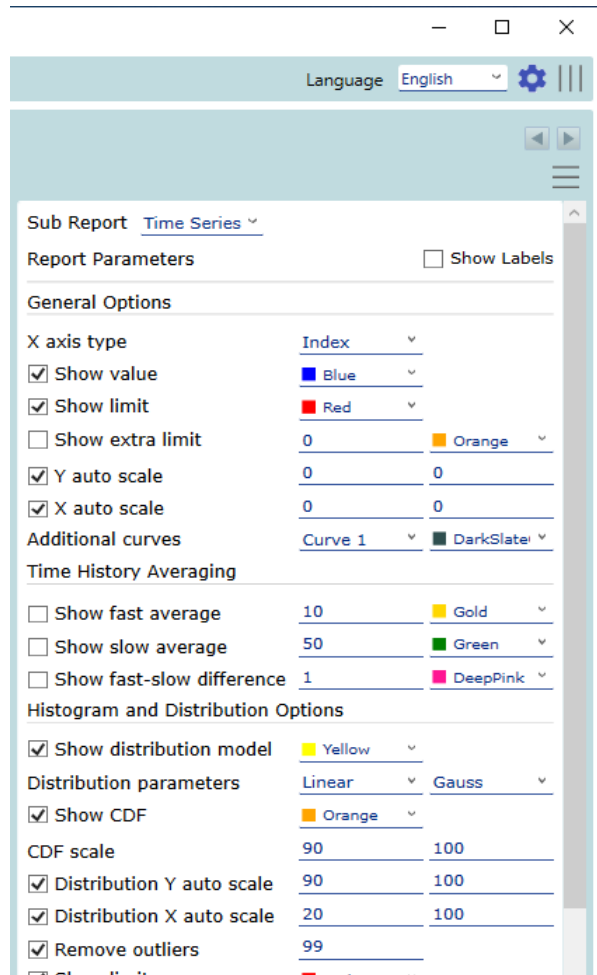 Language English
Sub Report Time Series
Report Parameters Show Labels
General Options
X axis type Index
Show value Blue
Show limit Red
Show extra limit 0 Orange
Y auto scale 0 0
X auto scale 0 0
Additional curves Curve 1 DarkSlate
Time History Averaging
Show fast average 10 Gold
Show slow average 50 Green
Show fast-slow difference 1 DeepPink
Histogram and Distribution Options
Show distribution model Yellow
Distribution parameters Linear Gauss
Show CDF Orange
CDF scale 90 100
Distribution Y auto scale 90 100
Distribution X auto scale 20 100
Remove outliers 99